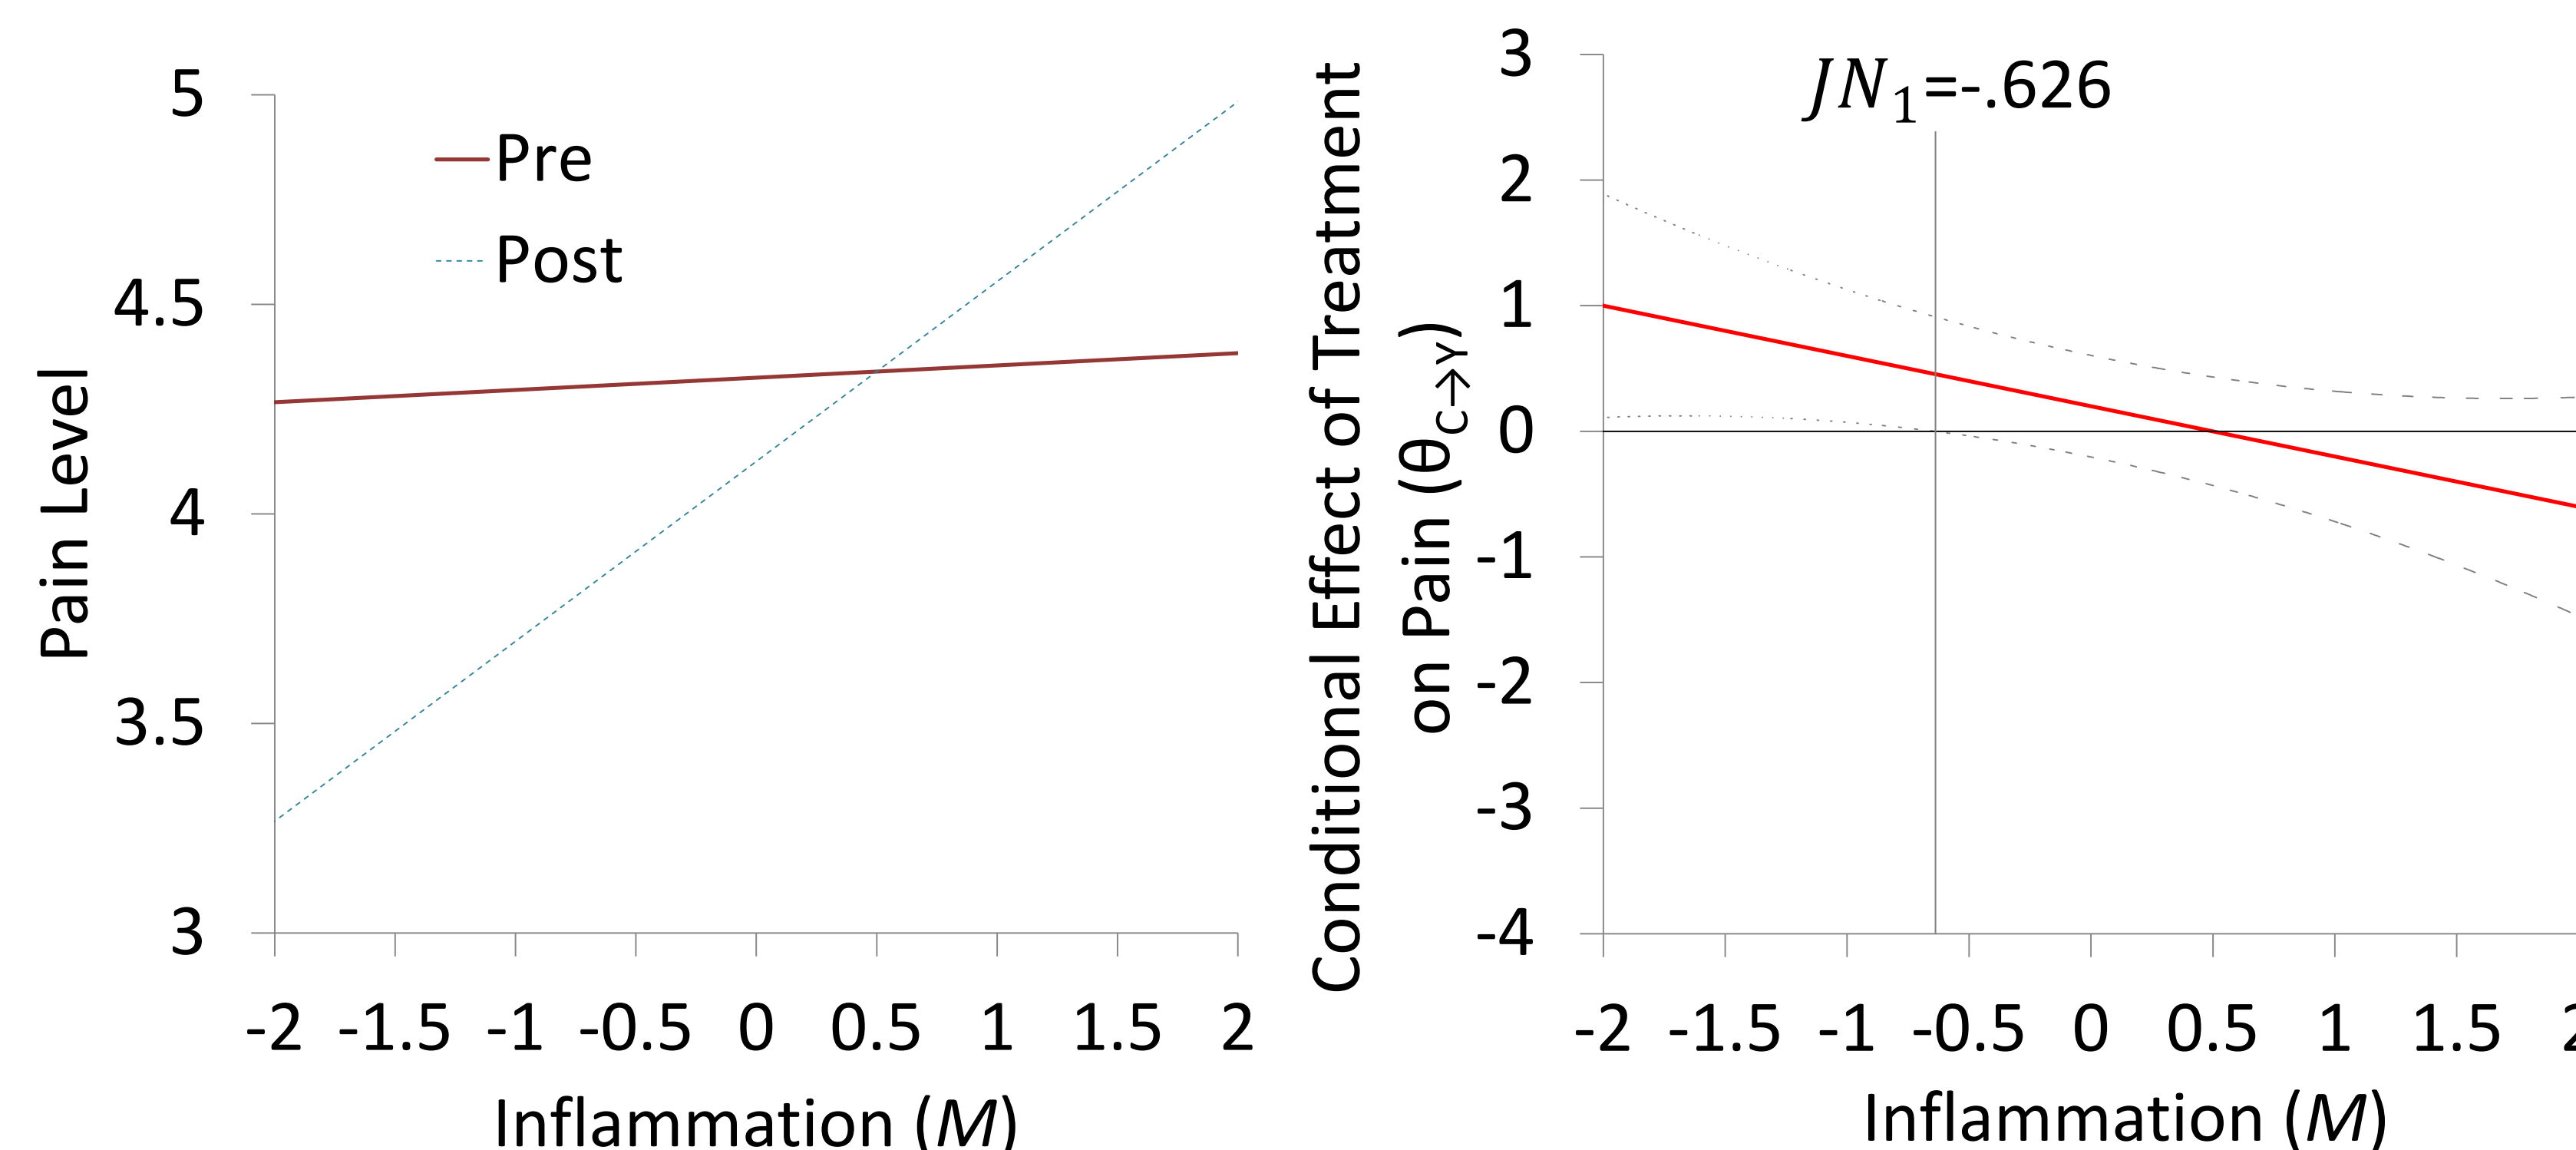 Pain Level
5
4.5
4
3.5
3
Pre
Post
-2 -1.5 -1 -0.5 0 0.5 1 1.5 2
Inflammation (M)
Conditional Effect of Treatment
on Pain (θC→Y)
3
2
1
0
-1
-2
-3
-4
JN1=-.626
-2 -1.5 -1 -0.5 0 0.5 1 1.5 2
Inflammation (M)